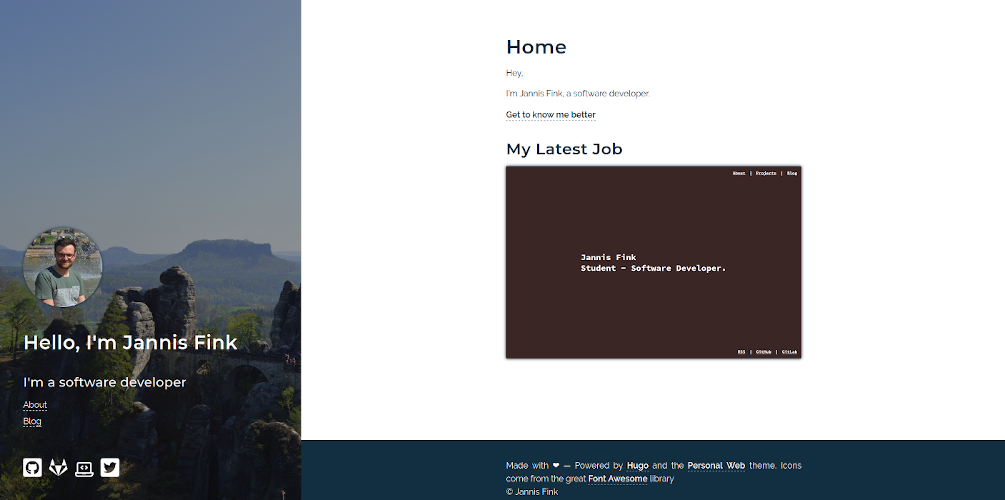 Hello, I'm Jannis Fink
I'm a software developer
About
Blog
Home
Hey,
I'm Jannis Fink, a software developer.
Get to know me better
My Latest Job
About | Projects | Blog
Jannis Fink
Student - Software Developer.
RSS | GitHub | GitLab
Made with ❤ — Powered by Hugo and the Personal Web theme. Icons
come from the great Font Awesome library
© Jannis Fink